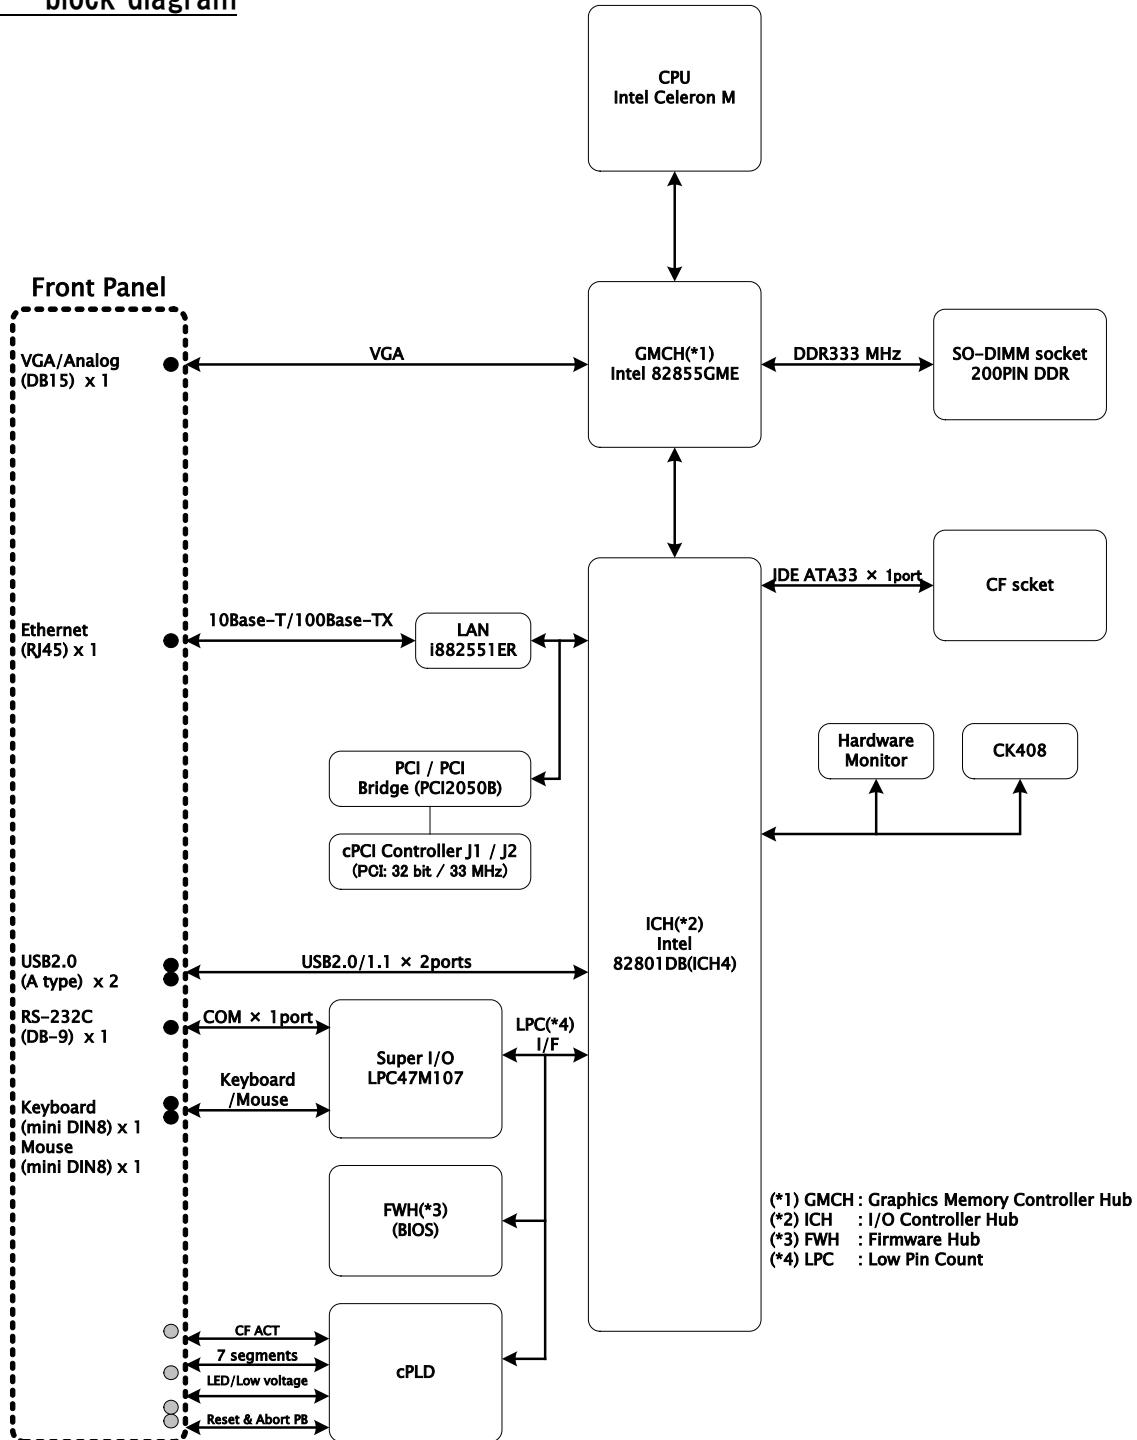 block diagram
CPU
Intel Celeron M
Front Panel
VGA/Analog
(DB15) x 1
VGA
GMCH(*1)
Intel 82855GME
DDR333 MHz
SO-DIMM socket
200PIN DDR
IDE ATA33 × 1port
CF scket
Ethernet
(RJ45) x 1
10Base-T/100Base-TX
LAN
i882551ER
Hardware
Monitor
CK408
PCI / PCI
Bridge (PCI2050B)
cPCI Controller J1 / J2
(PCI: 32 bit / 33 MHz)
ICH(*2)
Intel
82801DB(ICH4)
USB2.0
(A type) x 2
USB2.0/1.1 × 2ports
RS-232C
(DB-9) x 1
COM × 1port
LPC(*4)
I/F
Super I/O
LPC47M107
Keyboard
/Mouse
Keyboard
(mini DIN8) x 1
Mouse
(mini DIN8) x 1
FWH(*3)
(BIOS)
(*1) GMCH : Graphics Memory Controller Hub
(*2) ICH : I/O Controller Hub
(*3) FWH : Firmware Hub
(*4) LPC : Low Pin Count
CF ACT
7 segments
LED/Low voltage
Reset & Abort PB
cPLD